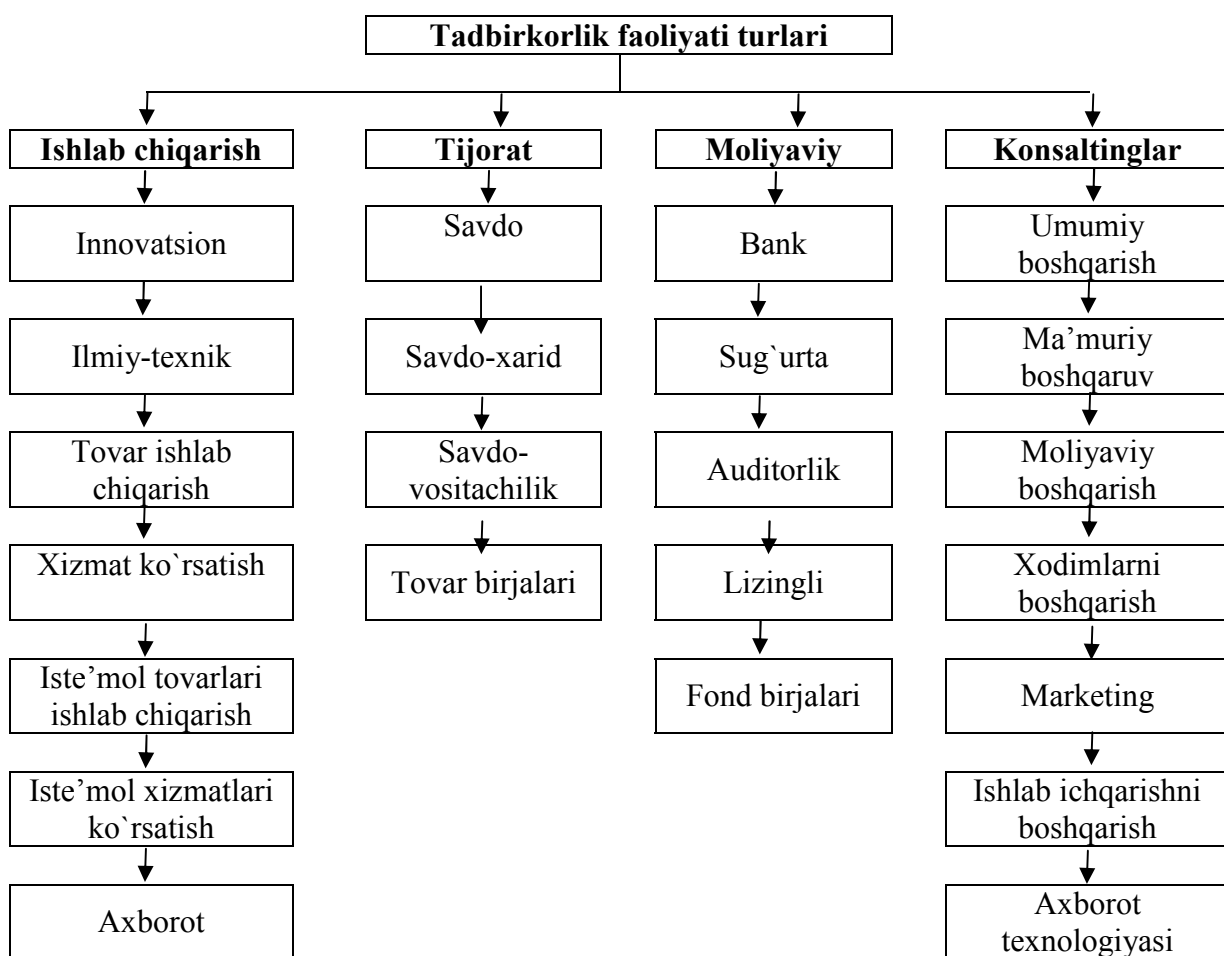 Tadbirkorlik faoliyati turlari
Ishlab chiqarish
Tijorat
Moliyaviy
Konsaltinglar
Innovatsion
Savdo
Bank
Umumiy
boshqarish
Ilmiy-texnik
Savdo-xarid
Sug`urta
Ma’muriy
boshqaruv
Tovar ishlab
chiqarish
Savdo-
vositachilik
Auditorlik
Moliyaviy
boshqarish
Xizmat ko`rsatish
Tovar birjalari
Lizingli
Xodimlarni
boshqarish
Iste’mol tovarlari
ishlab chiqarish
Fond birjalari
Marketing
Iste’mol xizmatlari
ko`rsatish
Ishlab ichqarishni
boshqarish
Axborot
Axborot
texnologiyasi